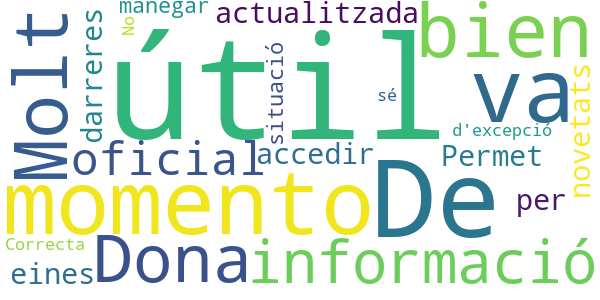 manegar
No
actualitzada
bien
Molt
darreres
útil
situació
sé
va
novetats
d'excepció
oficial
accedir
Permet
momento
De
per
Correcta
eines
Dona
informació